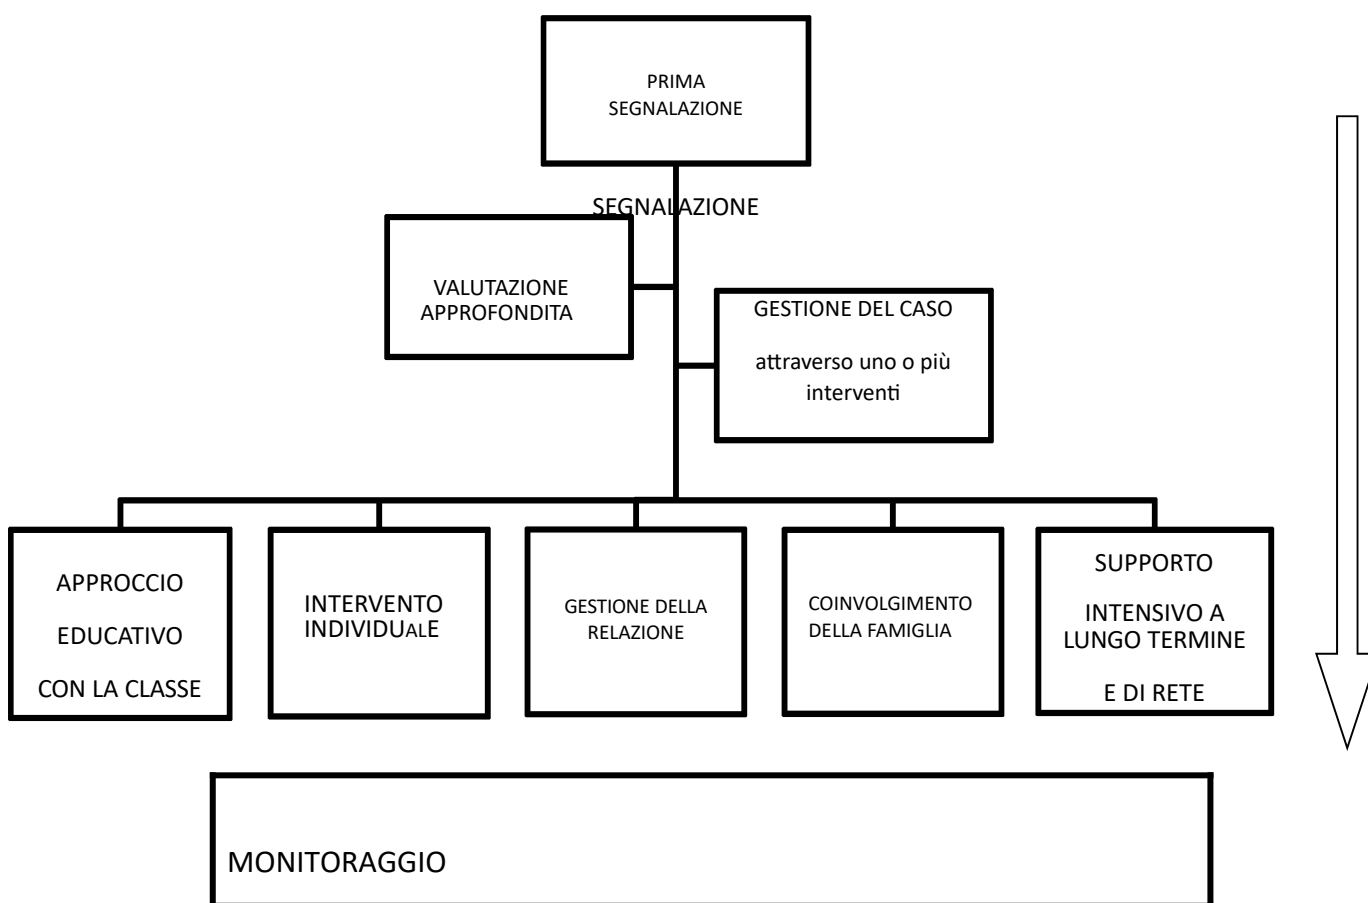 PRIMA
SEGNALAZIONE
SEGNALAZIONE
VALUTAZIONE
APPROFONDITA
GESTIONE DEL CASO
attraverso uno o più
interventi
APPROCCIO
EDUCATIVO
CON LA CLASSE
INTERVENTO
INDIVIDUALE
GESTIONE DELLA
RELAZIONE
COINVOLGIMENTO
DELLA FAMIGLIA
SUPPORTO
INTENSIVO A
LUNGO TERMINE
E DI RETE
MONITORAGGIO